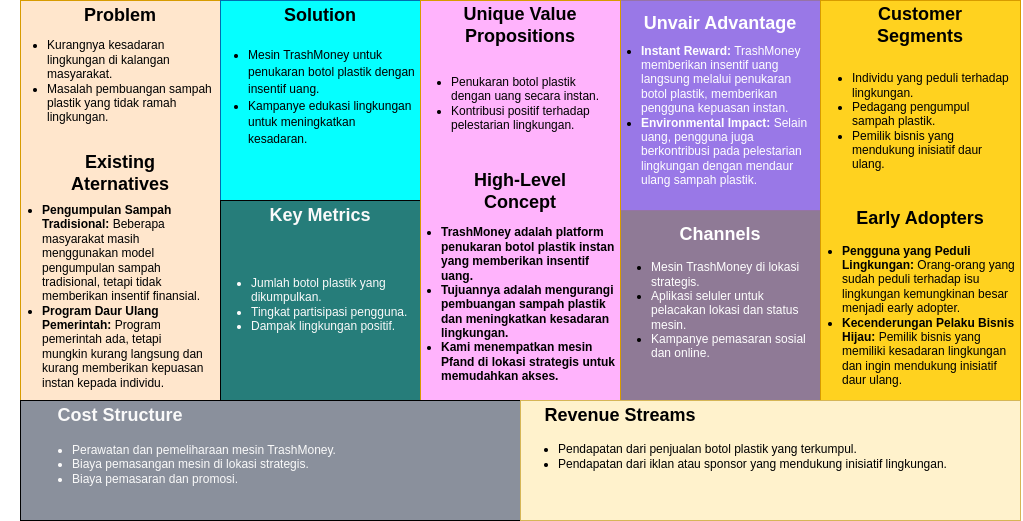 Problem
• Kurangnya kesadaran
lingkungan di kalangan
masyarakat.
• Masalah pembuangan sampah
plastik yang tidak ramah
lingkungan.
Existing
Aternatives
• Pengumpulan Sampah
Tradisional: Beberapa
masyarakat masih
menggunakan model
pengumpulan sampah
tradisional, tetapi tidak
memberikan insentif finansial.
• Program Daur Ulang
Pemerintah: Program
pemerintah ada, tetapi
mungkin kurang langsung dan
kurang memberikan kepuasan
instan kepada individu.
Solution
• Mesin TrashMoney untuk
penukaran botol plastik dengan
insentif uang.
• Kampanye edukasi lingkungan
untuk meningkatkan
kesadaran.
Key Metrics
• Jumlah botol plastik yang
dikumpulkan.
• Tingkat partisipasi pengguna.
• Dampak lingkungan positif.
Unique Value
Propositions
• Penukaran botol plastik
dengan uang secara instan.
• Kontribusi positif terhadap
pelestarian lingkungan.
High-Level
Concept
• TrashMoney adalah platform
penukaran botol plastik instan
yang memberikan insentif
uang.
• Tujuannya adalah mengurangi
pembuangan sampah plastik
dan meningkatkan kesadaran
lingkungan.
• Kami menempatkan mesin
Pfand di lokasi strategis untuk
memudahkan akses.
Unvair Advantage
• Instant Reward: TrashMoney
memberikan insentif uang
langsung melalui penukaran
botol plastik, memberikan
pengguna kepuasan instan.
• Environmental Impact: Selain
uang, pengguna juga
berkontribusi pada pelestarian
lingkungan dengan mendaur
ulang sampah plastik.
Channels
• Mesin TrashMoney di lokasi
strategis.
• Aplikasi seluler untuk
pelacakan lokasi dan status
mesin.
• Kampanye pemasaran sosial
dan online.
Customer
Segments
• Individu yang peduli terhadap
lingkungan.
• Pedagang pengumpul
sampah plastik.
• Pemilik bisnis yang
mendukung inisiatif daur
ulang.
Early Adopters
• Pengguna yang Peduli
Lingkungan: Orang-orang yang
sudah peduli terhadap isu
lingkungan kemungkinan besar
menjadi early adopter.
• Kecenderungan Pelaku Bisnis
Hijau: Pemilik bisnis yang
memiliki kesadaran lingkungan
dan ingin mendukung inisiatif
daur ulang.
Cost Structure
• Perawatan dan pemeliharaan mesin TrashMoney.
• Biaya pemasangan mesin di lokasi strategis.
• Biaya pemasaran dan promosi.
Revenue Streams
• Pendapatan dari penjualan botol plastik yang terkumpul.
• Pendapatan dari iklan atau sponsor yang mendukung inisiatif lingkungan.